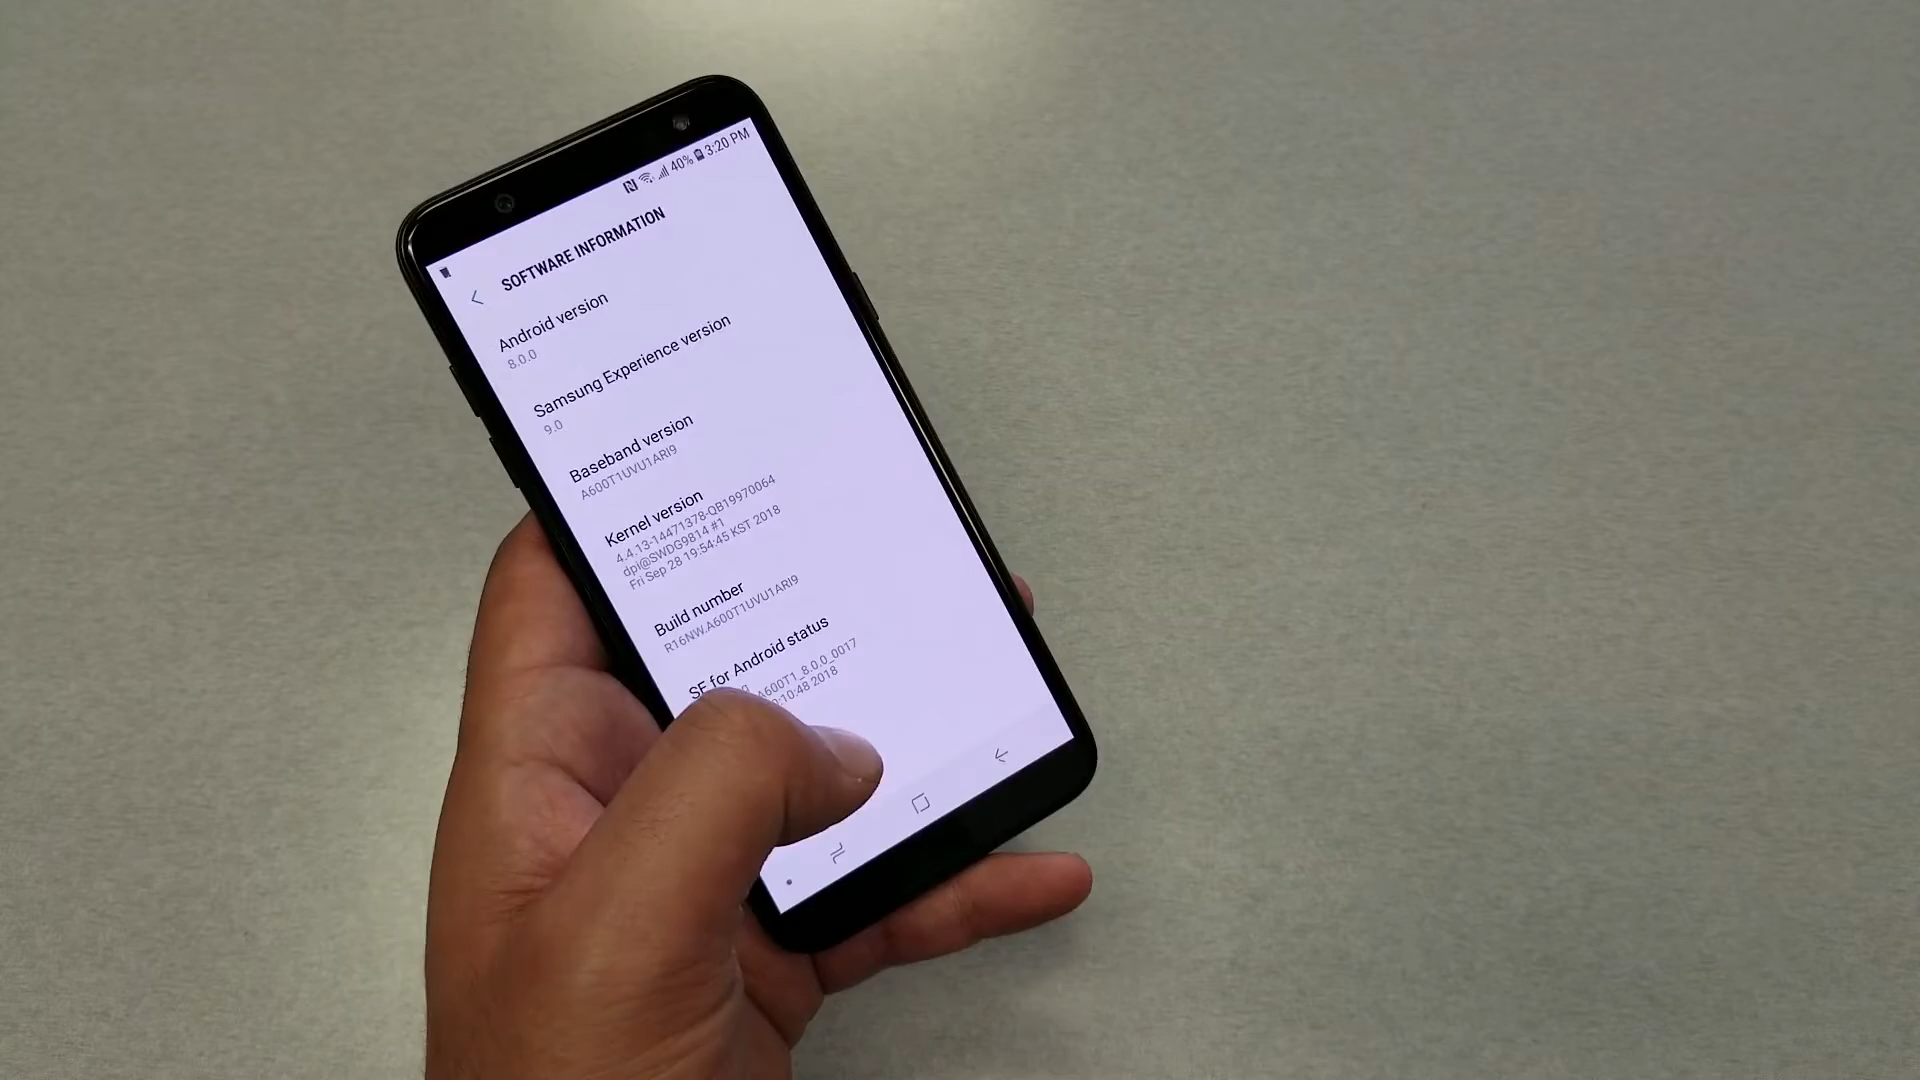 40% 3:20 PM
SOFTWARE INFORMATION
Android version
8.0.0
Samsung Experience version
9.0
Baseband version
A600T1UVU1ARI9
Kernel version
4.4.13-14471378-QB19970064
dpi@SWDG9814 #1
Fri Sep 28 19:54:45 KST 2018
Build number
R16NW.A600T1UVU1ARI9
SE for Android status
A600T1_8.0.0_0017
:10:48 2018